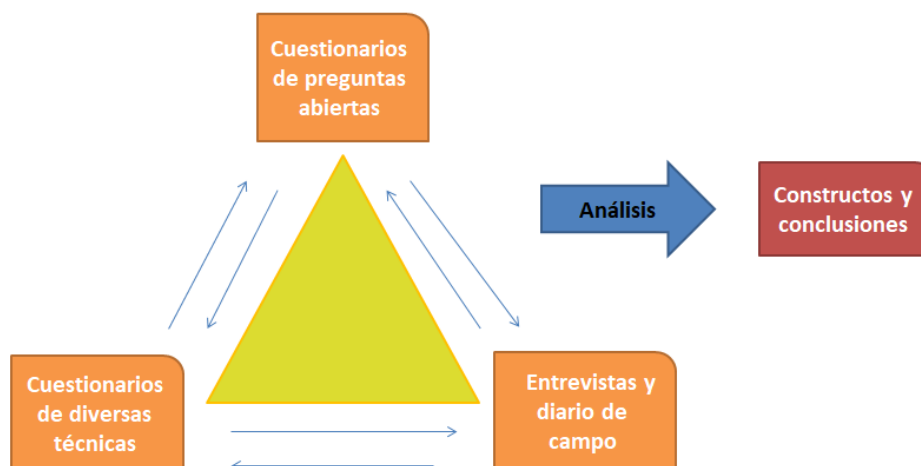 Cuestionarios
de preguntas
abiertas
Análisis
Constructos y
conclusiones
Cuestionarios
de diversas
técnicas
Entrevistas y
diario de
campo